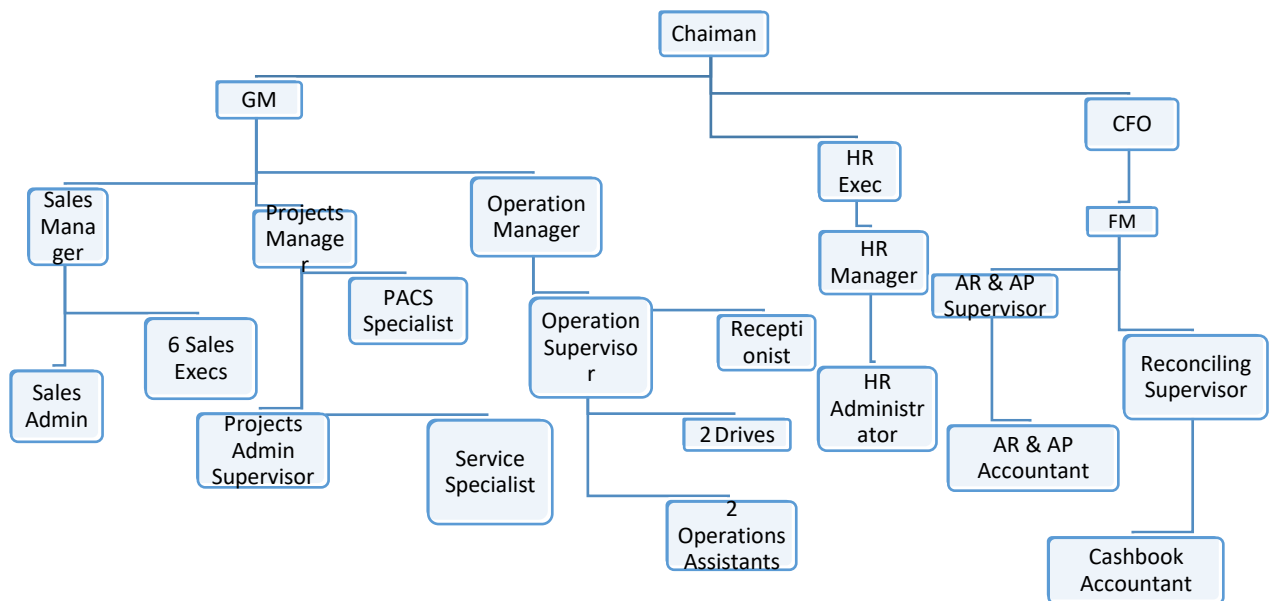 Chaiman
GM
CFO
HR
Exec
Sales
Mana
ger
Projects
Manage
r
Operation
Manager
FM
HR
Manager
PACS
Specialist
AR & AP
Supervisor
Operation
Superviso
r
Recepti
onist
6 Sales
Execs
Reconciling
Supervisor
Sales
Admin
HR
Administr
ator
Projects
Admin
Supervisor
Service
Specialist
2 Drives
AR & AP
Accountant
2
Operations
Assistants
Cashbook
Accountant